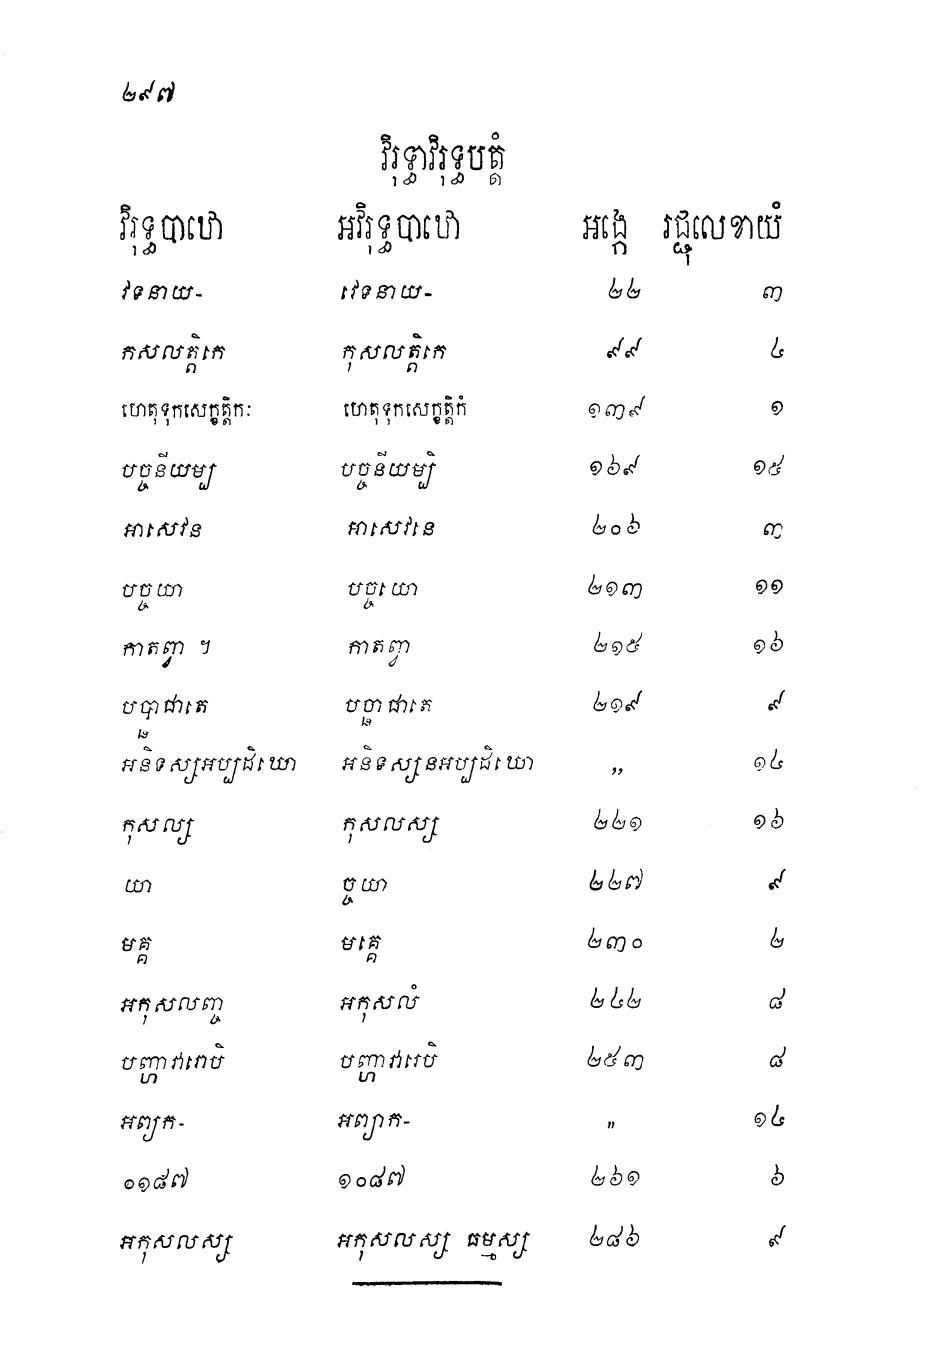 ២៩៧
វិរុទ្ធាវិរុទ្ធបត្តំ
វិរុទ្ធបាឋោ អវិរុទ្ធបាឋោ អង្កេ រជ្ជុលេខាយំ
វទនាយ- វេទនាយ- ២២ ៣
កសលត្តិកេ កុសលត្តិកេ ៩៩ ៤
ហេតុទុកសេក្ខត្តិក: ហេតុទុកសេក្ខត្តិកំ ១៣៩ ១
បច្ចនីយម្ប បច្ចនីយម្បិ ១៦៩ ១៥
អាសេវន អាសេវនេ ២០៦ ៣
បច្ចយា បច្ចយោ ២១៣ ១១
កាតព្វា ។ កាតព្វា ២១៥ ១៦
បច្បាជាតេ បច្ឆាជាតេ ២១៩ ៩
អនិទស្សអប្បដិឃោ អនិទស្សនអប្បដិឃោ ,, ១៤
កុសល្ស កុសលស្ស ២២១ ១៦
យា ច្ចយា ២២៧ ៩
មគ្គ មគ្គេ ២៣០ ២
អកុសលញ្ច អកុសលំ ២៤២ ៨
បញ្ហាវារោបិ បញ្ហាវារេបិ ២៥៣ ៨
អព្យក- អព្យាក- " ១៤
០១៨៧ ១០៨៧ ២៦១ ៦
អកុសលស្ស អកុសលស្ស ធម្មស្ស ២៨៦ ៩